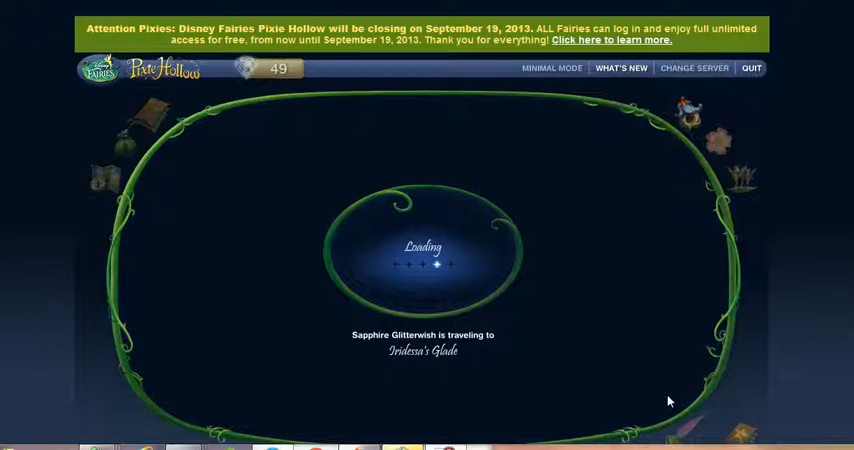 Attention Pixies: Disney Fairies Pixie Hollow will be closing on September 19, 2013. ALL Fairies can log in and enjoy full unlimited
access for free, from now until September 19, 2013. Thank you for everything! Click here to learn more.
Disney FAIRIES Pixie Hollow 49 MINIMAL MODE WHAT'S NEW CHANGE SERVER QUIT
Loading
Sapphire Glitterwish is traveling to
Iridessa's Glade